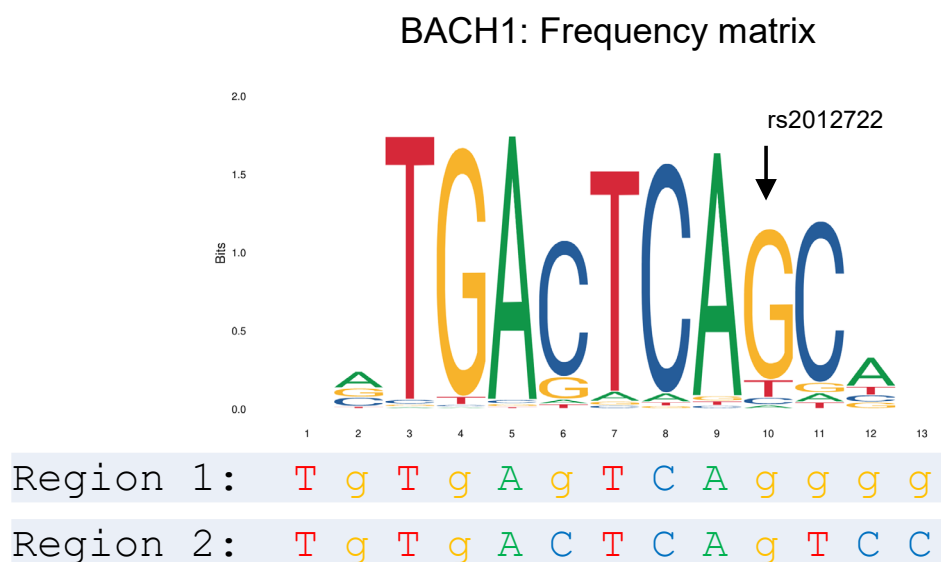 BACH1: Frequency matrix
rs2012722
2.0
1.5
1.0
0.5
0.0
Bits
TGACTCAGCA
1 2 3 4 5 6 7 8 9 10 11 12 13
Region 1: T g T g A g T C A g g g g
Region 2: T g T g A C T C A g T C C